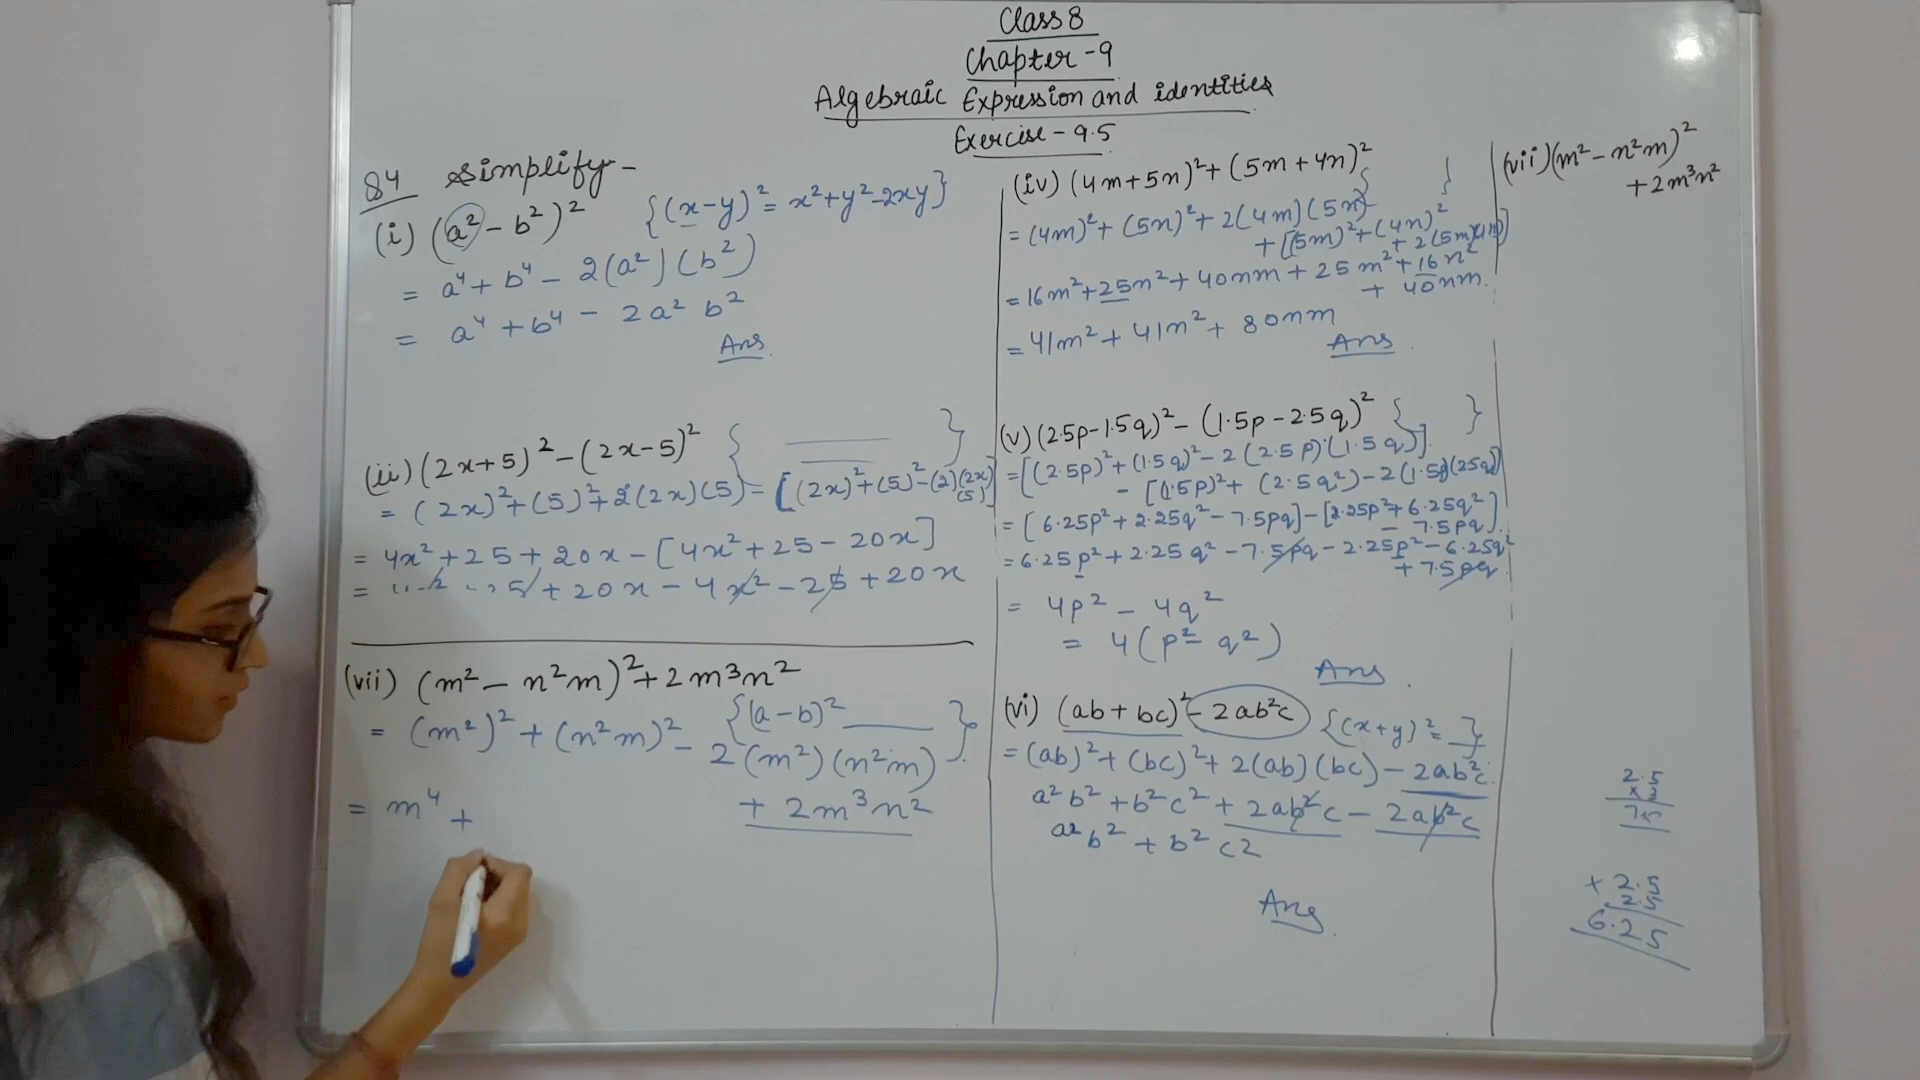 Class 8
Chapter-9
Algebraic Expression and identities
Exercise-9.5
84 Simplify-
(i) (a² - b²)² {(x-y)² = x²+y²-2xy}
= a⁴ + b⁴ - 2(a²)(b²)
= a⁴ + b⁴ - 2a² b²
Ans
(ii) (2x+5)² - (2x-5)² { }
= (2x)²+(5)²+2(2x)(5) = [(2x)²+(5)²-(2)(2x)
(5)
= 4x²+25+20x-[4x²+25-20x]
= 5+20x-4x²-25+20x
(vii) (m² - n²m)²+2m³n²
{(a-b)² }
= (m²)² + (n²m)² - 2(m²)(n²m)
+ 2m³n²
= m⁴ +
(iv) (4m+5n)²+(5m+4n)² { }
= (4m)²+(5n)²+2(4m)(5n)
+[(5m)²+(4n)²
+2(5m)(4n)]
= 16m²+25n²+40nm+25m²+16n²
+ 40nm.
= 41m²+41n²+80nm
Ans.
(v) (2.5p-1.5q)² - (1.5p-2.5q)² { }
= [(2.5p)²+(1.5q)²-2(2.5p)(1.5q)].
- [(1.5p)²+(2.5q²)-2(1.5p)(2.5q)]
= [6.25p²+2.25q²-7.5pq]-[2.25p²+6.25q²
- 7.5pq].
= 6.25p²+2.25q²-7.5pq-2.25p²-6.25q²
+7.5pq.
= 4p² - 4q²
= 4(p²-q²)
Ans.
(vi) (ab+bc)²-2ab²c {(x+y)²= }
= (ab)²+(bc)²+2(ab)(bc)-2ab²c.
a²b²+b²c²+2ab²c-2ab²c
a²b²+b²c2
Ans.
(vii) (m² - n²m)²
+2m³n²
2.5
x 3
75
+ 2.5
2.5
6.25